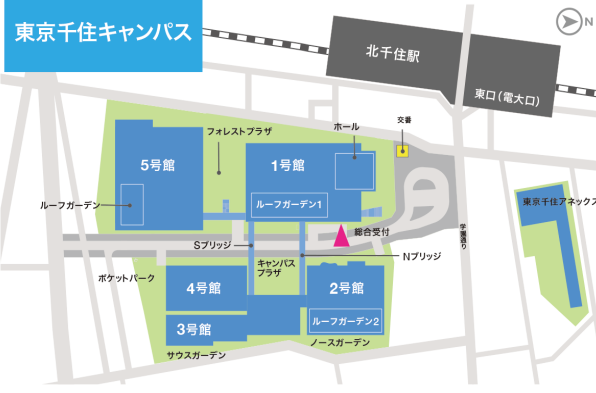 東京千住キャンパス
N
北千住駅
東口(電大口)
交番
ホール
フォレストプラザ
5号館
1号館
ルーフガーデン
ルーフガーデン1
東京千住アネックス
総合受付
学園通り
Sブリッジ
Nブリッジ
キャンパス
プラザ
ポケットパーク
4号館
2号館
3号館
ルーフガーデン2
サウスガーデン
ノースガーデン